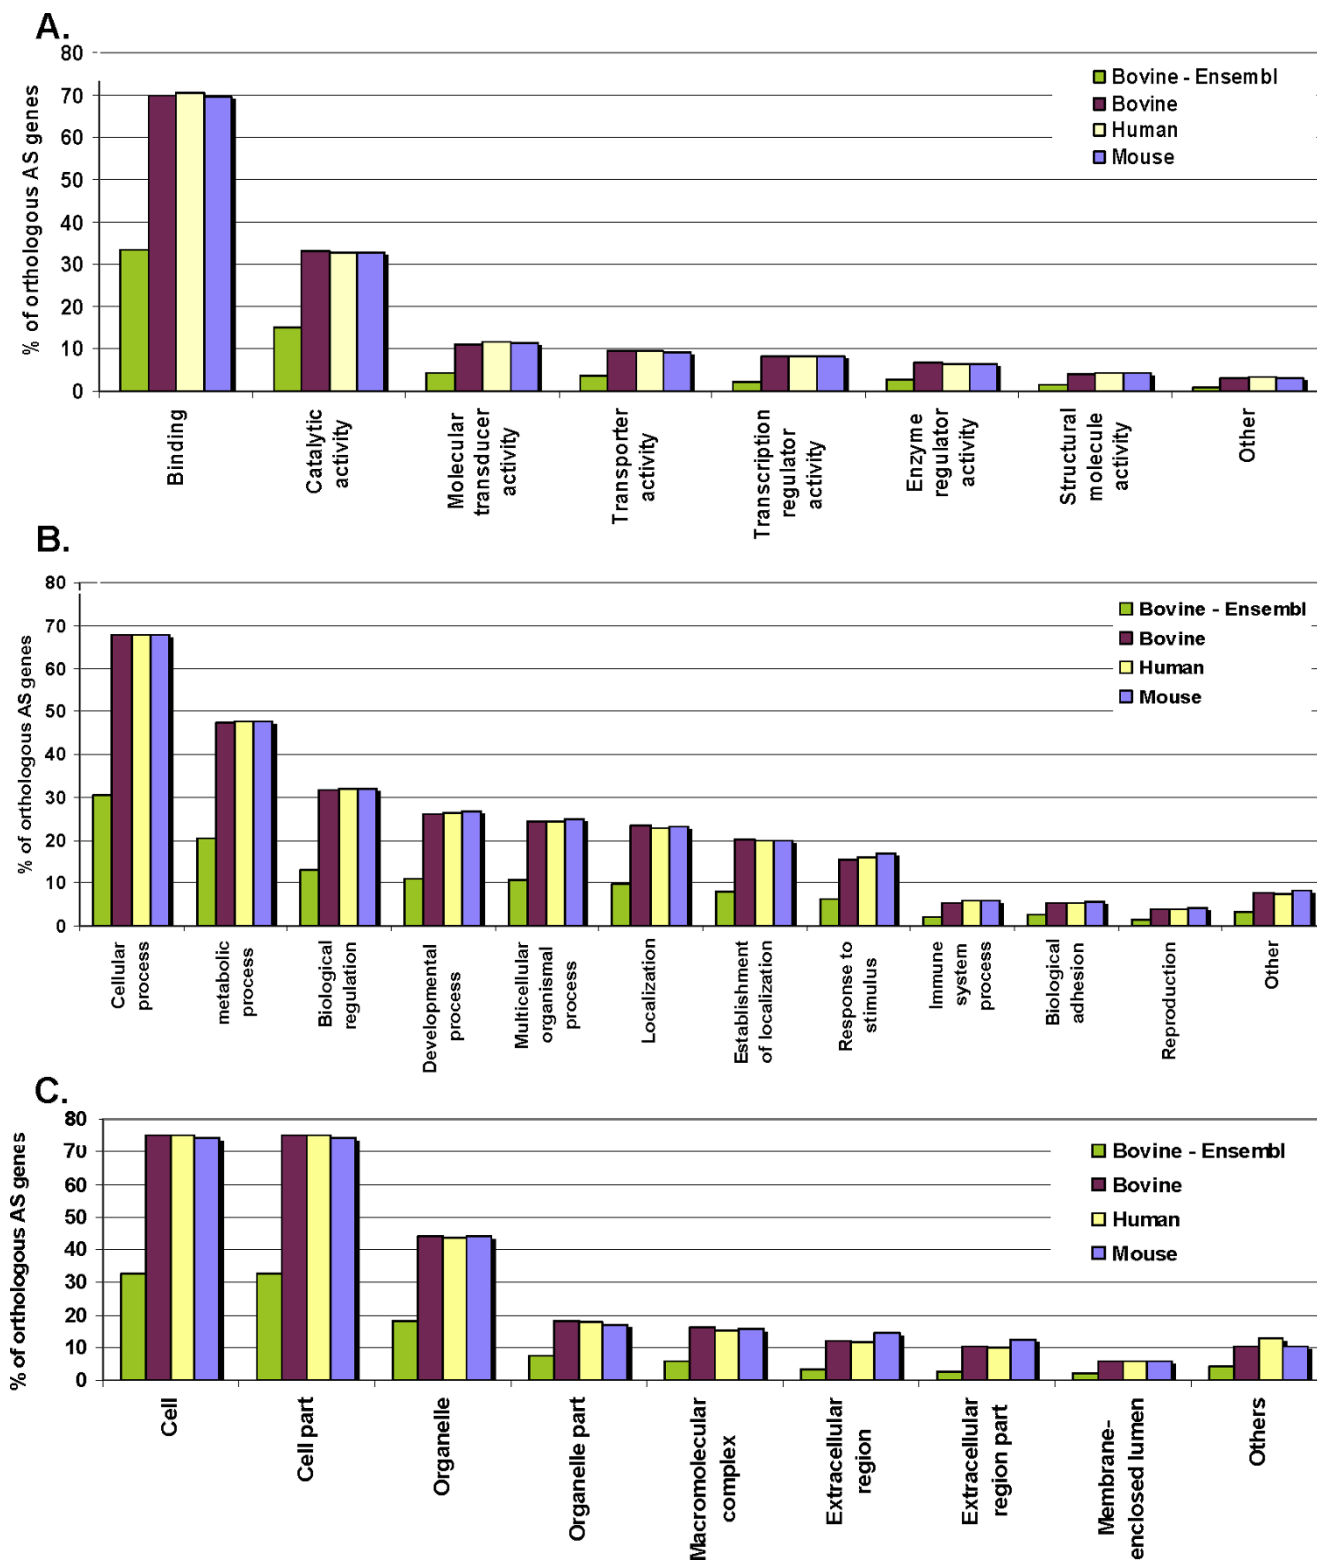 A.
% of orthologous AS genes
80
70
60
50
40
30
20
10
0
Bovine - Ensembl
Bovine
Human
Mouse
Binding
Catalytic
activity
Molecular
transducer
activity
Transporter
activity
Transcription
regulator
activity
Enzyme
regulator
activity
Structural
molecule
activity
Other
B.
% of orthologous AS genes
80
70
60
50
40
30
20
10
0
Bovine - Ensembl
Bovine
Human
Mouse
Cellular
process
metabolic
process
Biological
regulation
Developmental
process
Multicellular
organismal
process
Localization
Establishment
of localization
Response to
stimulus
Immune
system
process
Biological
adhesion
Reproduction
Other
C.
% of orthologous AS genes
80
70
60
50
40
30
20
10
0
Bovine - Ensembl
Bovine
Human
Mouse
Cell
Cell part
Organelle
Organelle part
Macromolecular
complex
Extracellular
region
Extracellular
region part
Membrane-
enclosed lumen
Others